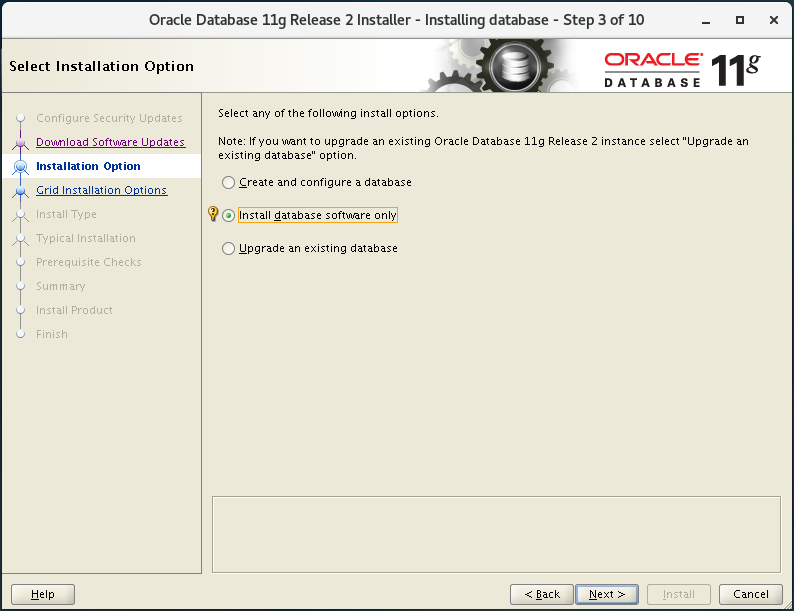 Oracle Database 11g Release 2 Installer - Installing database - Step 3 of 10
Select Installation Option
ORACLE
DATABASE
11g
Configure Security Updates
Download Software Updates
Installation Option
Grid Installation Options
Install Type
Typical Installation
Prerequisite Checks
Summary
Install Product
Finish
Select any of the following install options.
Note: If you want to upgrade an existing Oracle Database 11g Release 2 instance select "Upgrade an
existing database" option.
Create and configure a database
Install database software only
Upgrade an existing database
Help
< Back
Next >
Install
Cancel